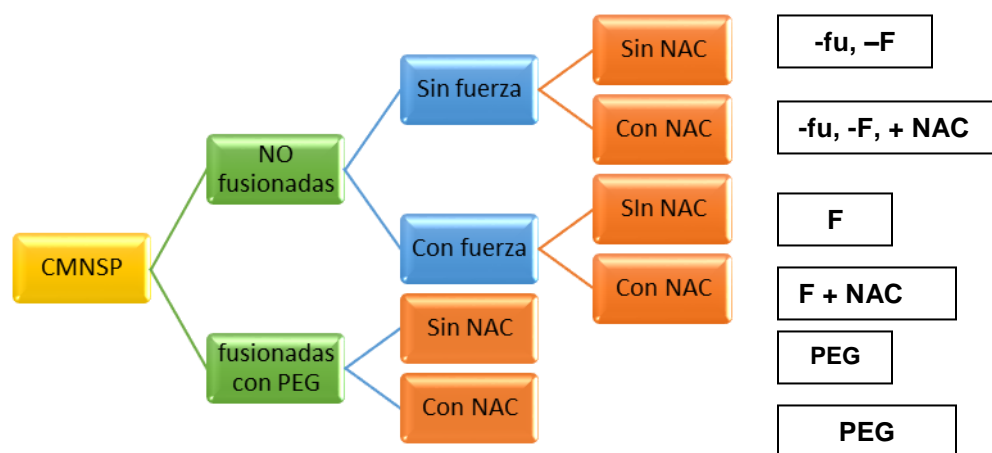 Sin NAC
-fu, –F
Sin fuerza
Con NAC
-fu, -F, + NAC
NO
fusionadas
SIn NAC
F
Con fuerza
CMNSP
Con NAC
F + NAC
Sin NAC
fusionadas
con PEG
PEG
Con NAC
PEG